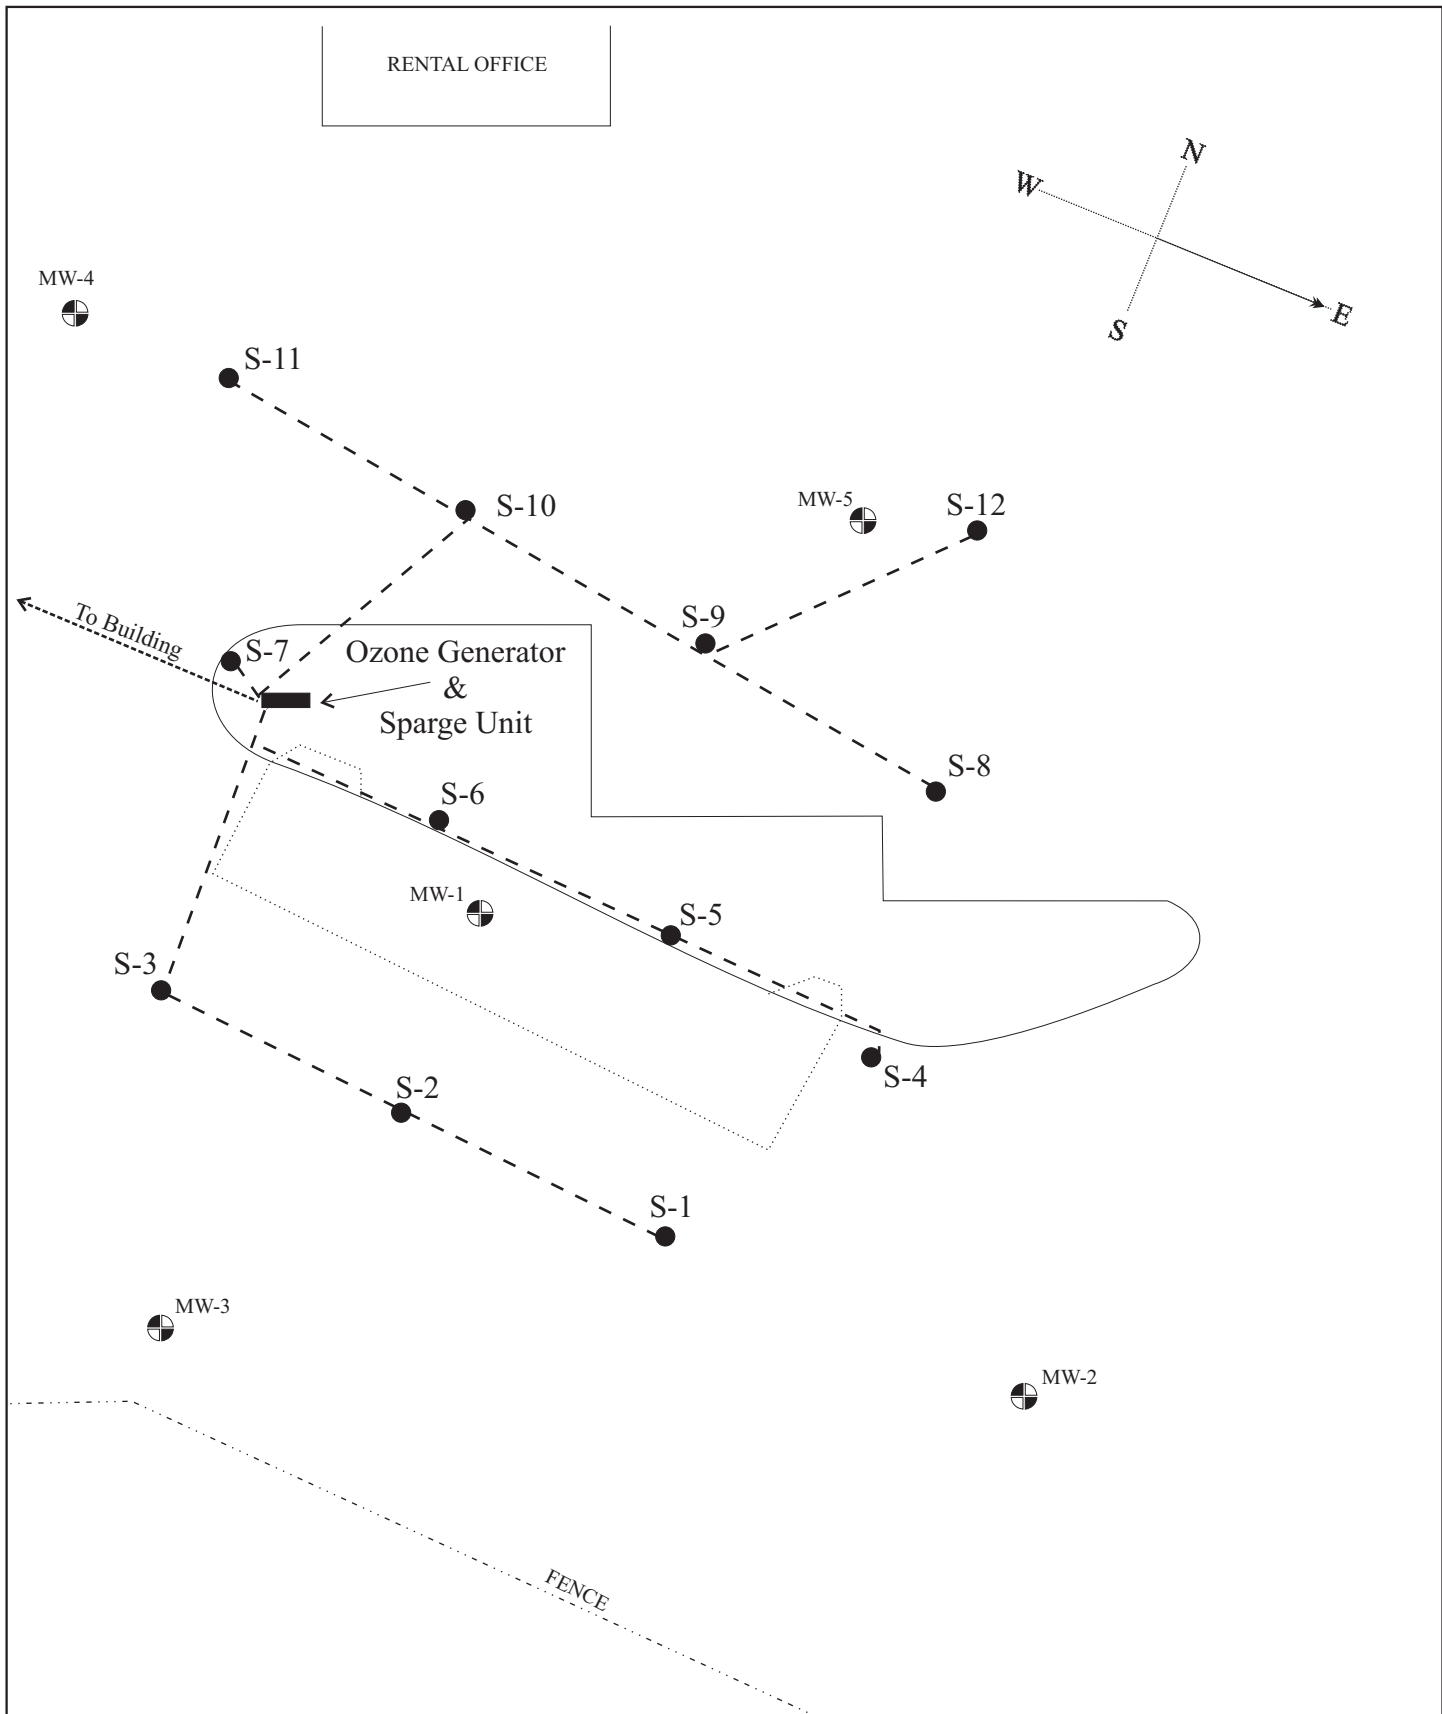 RENTAL OFFICE
N
W
E
S
MW-4
S-11
S-10
MW-5
S-12
To Building
S-9
S-7
Ozone Generator
&
Sparge Unit
S-8
S-6
MW-1
S-5
S-3
S-4
S-2
S-1
MW-3
MW-2
FENCE